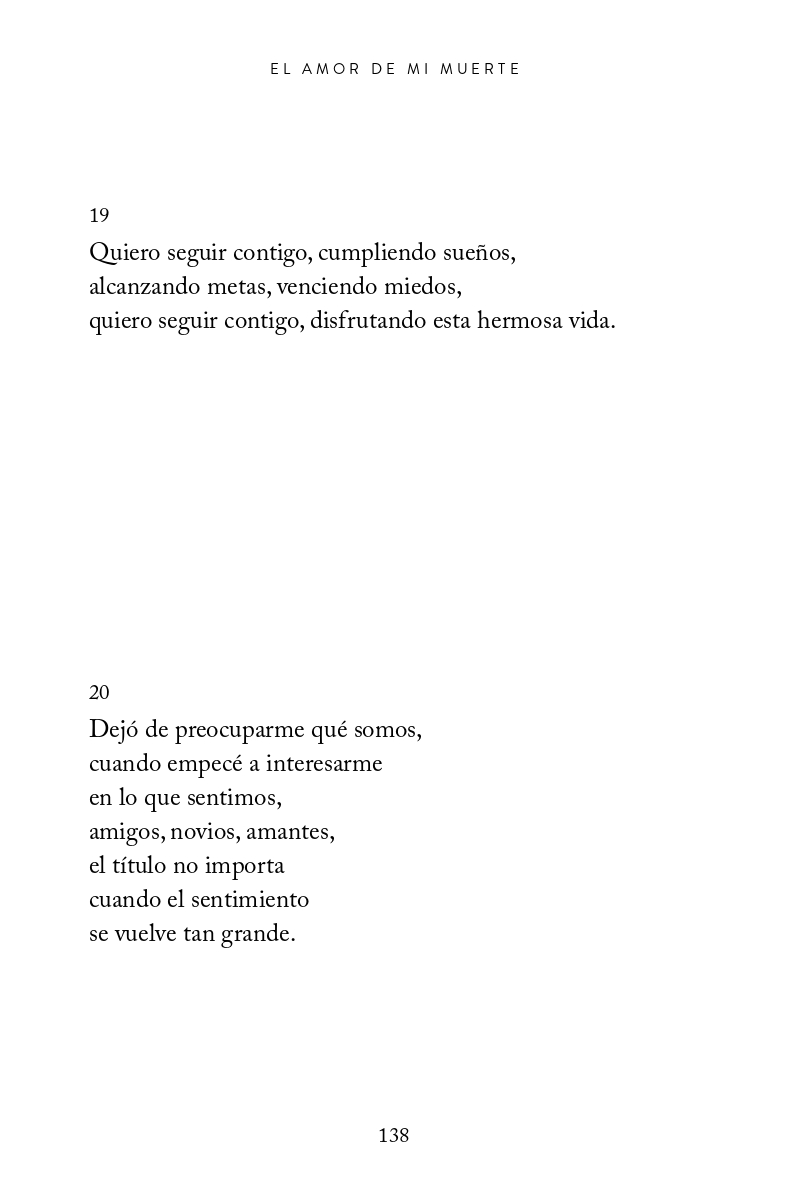 EL AMOR DE MI MUERTE
19
Quiero seguir contigo, cumpliendo sueños,
alcanzando metas, venciendo miedos,
quiero seguir contigo, disfrutando esta hermosa vida.
20
Dejó de preocuparme qué somos,
cuando empecé a interesarme
en lo que sentimos,
amigos, novios, amantes,
el título no importa
cuando el sentimiento
se vuelve tan grande.
138